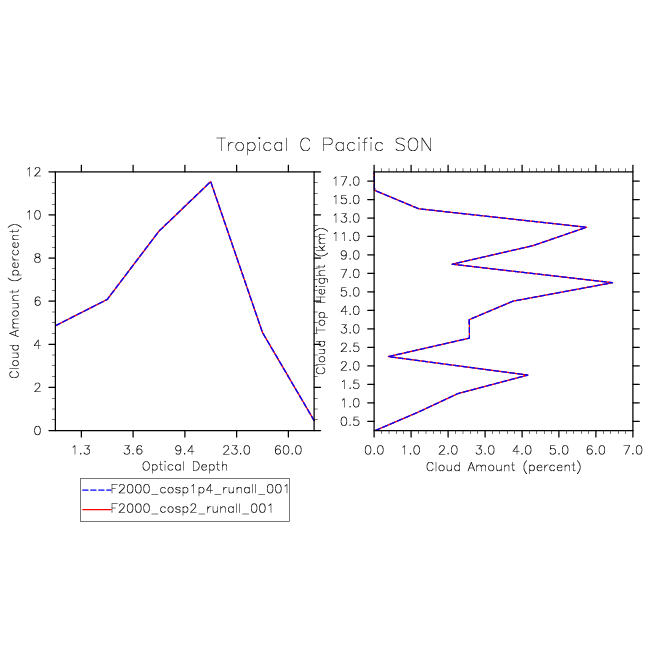 Tropical C Pacific SON
Cloud Amount (percent)
12
10
8
6
4
2
0
1.3 3.6 9.4 23.0 60.0
Optical Depth
Cloud Top Height (km)
17.0
15.0
13.0
11.0
9.0
7.0
5.0
4.0
3.0
2.5
2.0
1.5
1.0
0.5
0.0 1.0 2.0 3.0 4.0 5.0 6.0 7.0
Cloud Amount (percent)
F2000_cosp1p4_runall_001
F2000_cosp2_runall_001